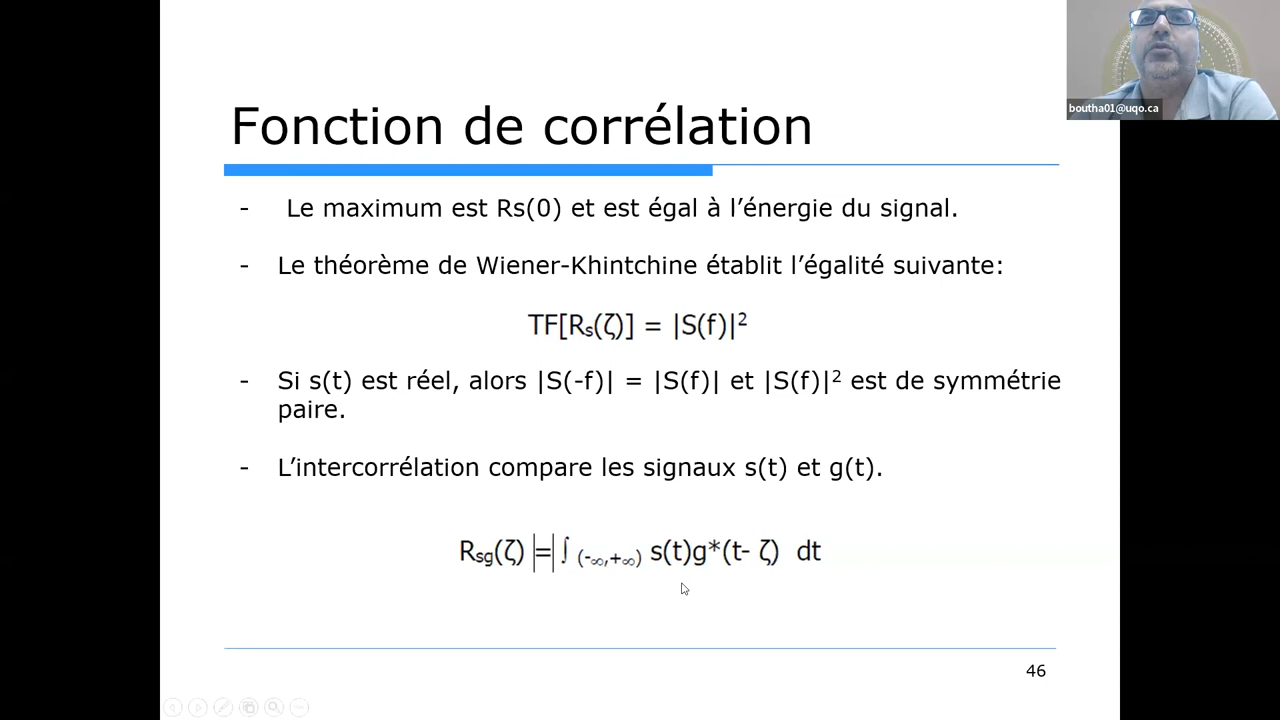 boutha01@uqo.ca
Fonction de corrélation
- Le maximum est Rs(0) et est égal à l’énergie du signal.
- Le théorème de Wiener-Khintchine établit l’égalité suivante:
TF[Rs(ζ)] = |S(f)|²
- Si s(t) est réel, alors |S(-f)| = |S(f)| et |S(f)|² est de symmétrie
paire.
- L’intercorrélation compare les signaux s(t) et g(t).
Rsg(ζ) |=| ∫ (-∞,+∞) s(t)g*(t- ζ) dt
46